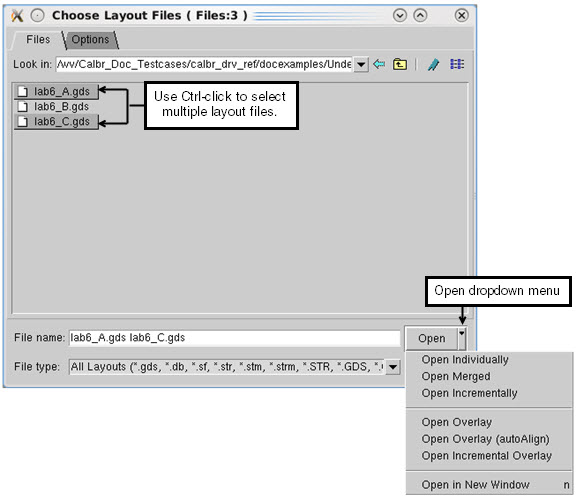 Choose Layout Files ( Files:3 )
Files
Options
Look in: /wv/Calbr_Doc_Testcases/calbr_drv_ref/docexamples/Unde
lab6_A.gds
lab6_B.gds
lab6_C.gds
Use Ctrl-click to select
multiple layout files.
Open dropdown menu
File name: lab6_A.gds lab6_C.gds
Open
File type: All Layouts (*.gds, *.db, *.sf, *.str, *.stm, *.strm, *.STR, *.GDS, *.
Open Individually
Open Merged
Open Incrementally
Open Overlay
Open Overlay (autoAlign)
Open Incremental Overlay
Open in New Window n